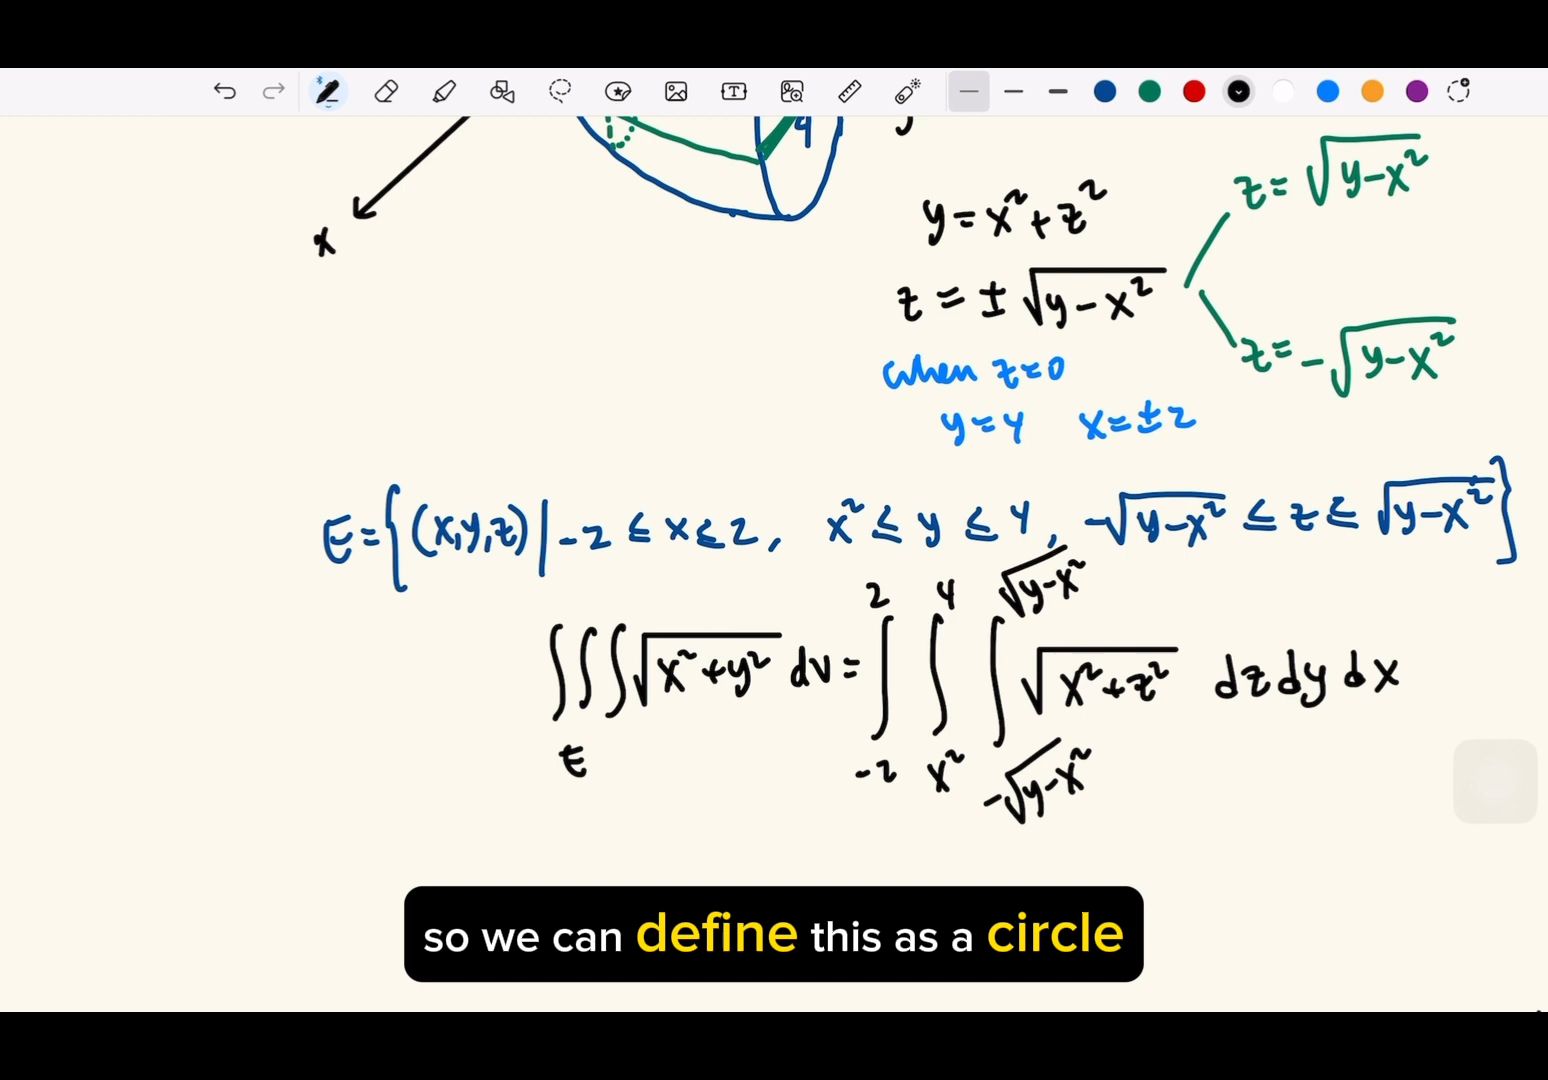 4
x
y = x² + z²
z = ± √(y − x²)
z = √(y − x²)
z = −√(y − x²)
when z = 0
y = 4 x = ± 2
E = {(x,y,z) | −2 ≤ x ≤ 2, x² ≤ y ≤ 4, −√(y−x²) ≤ z ≤ √(y−x²)}
∭_E √(x² + y²) dv = ∫_{-2}^{2} ∫_{x²}^{4} ∫_{-√(y−x²)}^{√(y−x²)} √(x² + z²) dz dy dx
so we can define this as a circle